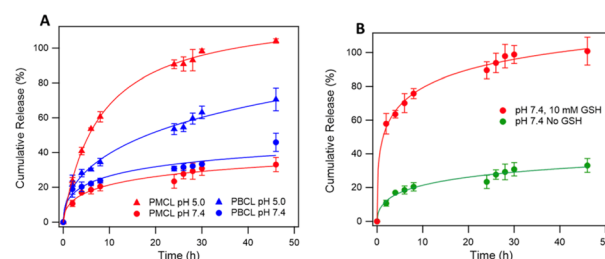 A
Cumulative Release (%)
100
80
60
40
20
0
PMCL pH 5.0
PBCL pH 5.0
PMCL pH 7.4
PBCL pH 7.4
0 10 20 30 40 50
Time (h)
B
Cumulative Release (%)
100
80
60
40
20
0
pH 7.4, 10 mM GSH
pH 7.4 No GSH
0 10 20 30 40 50
Time (h)